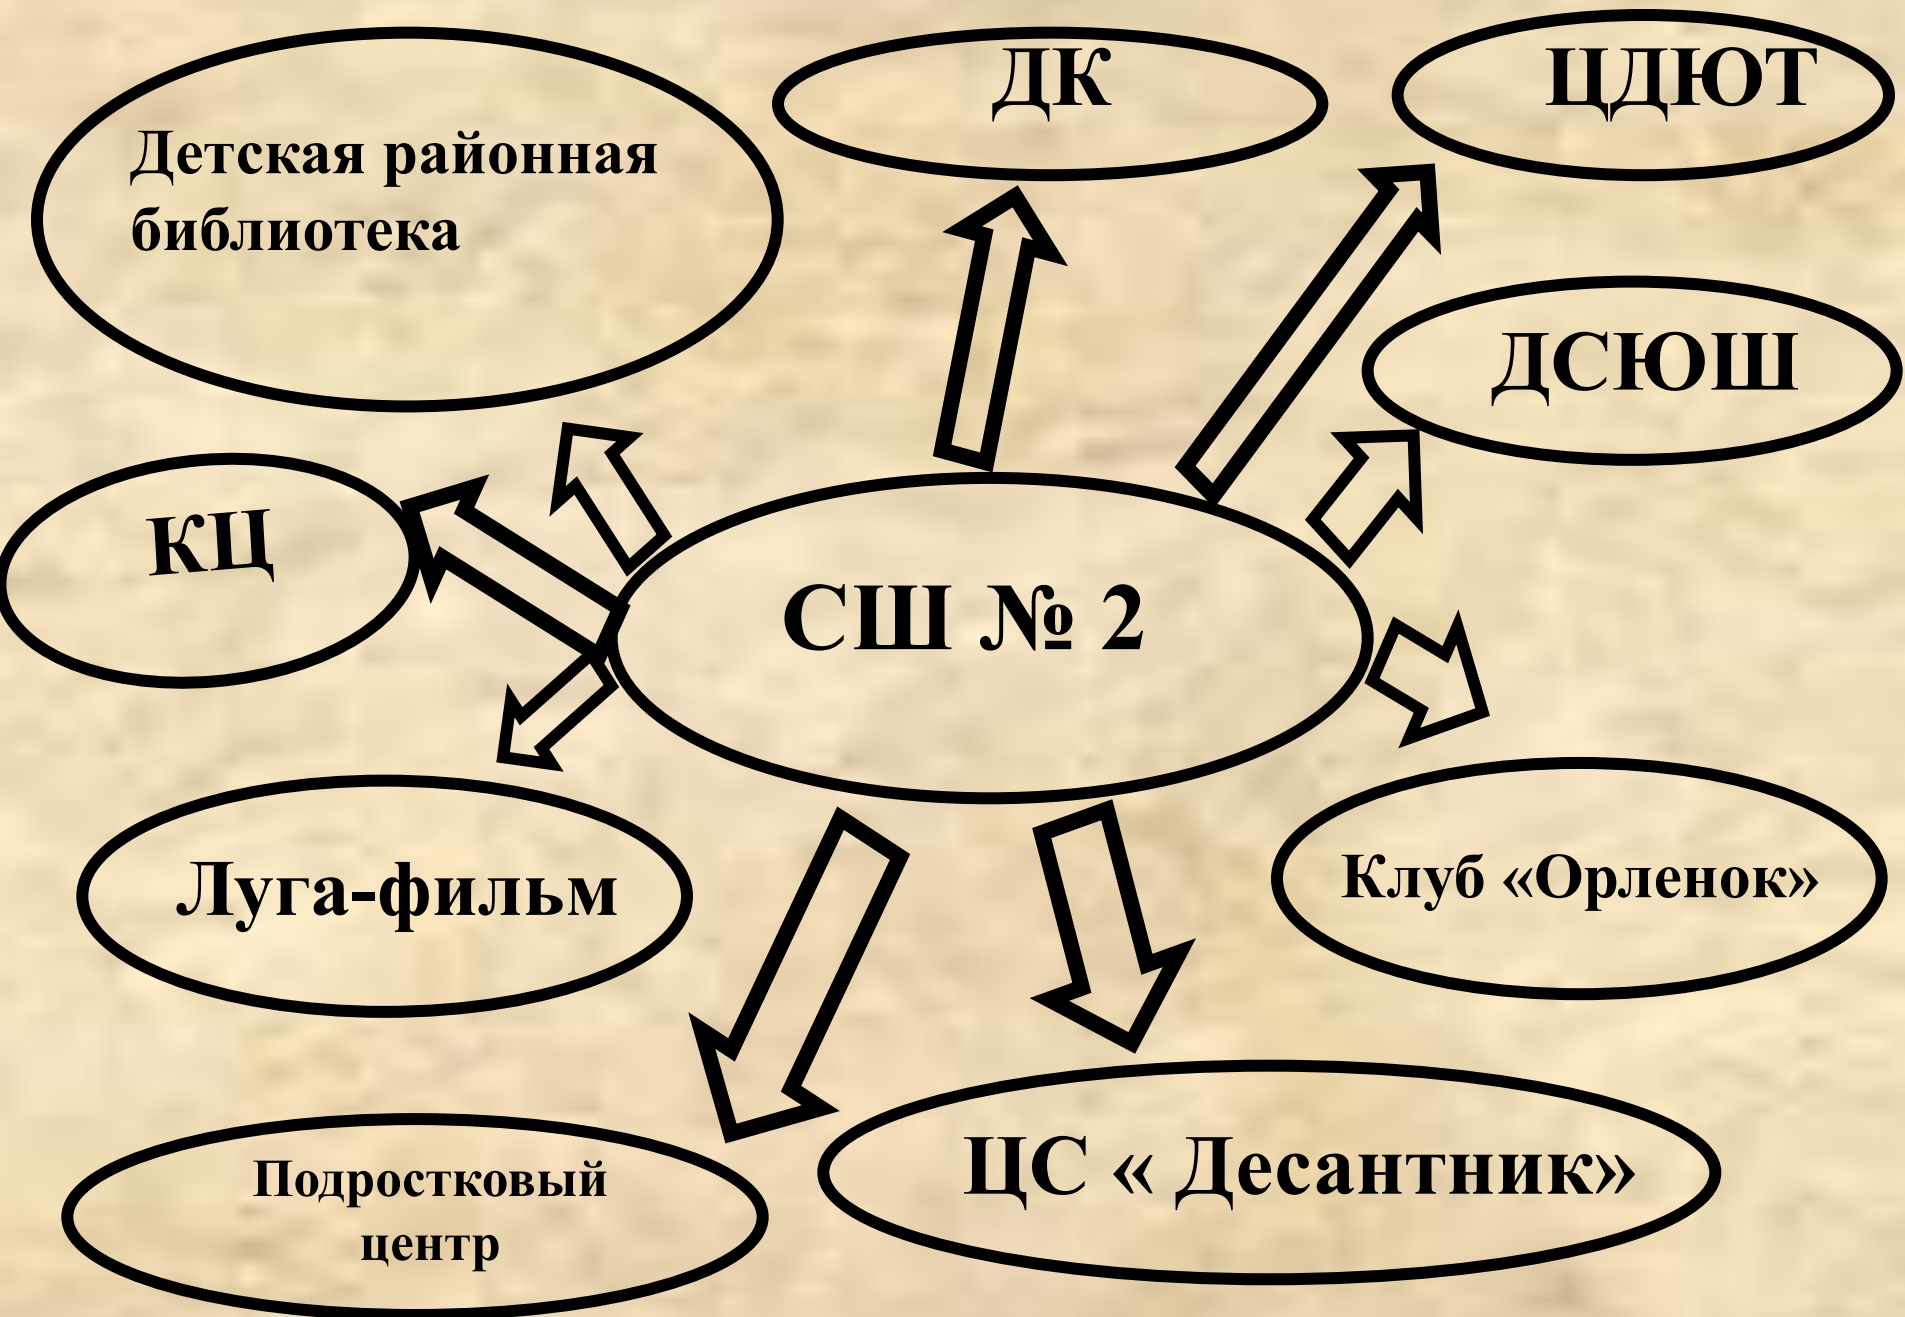 ДК
ЦДЮТ
Детская районная
библиотека
ДСЮШ
КЦ
СШ № 2
Луга-фильм
Клуб «Орленок»
ЦС « Десантник»
Подростковый
центр